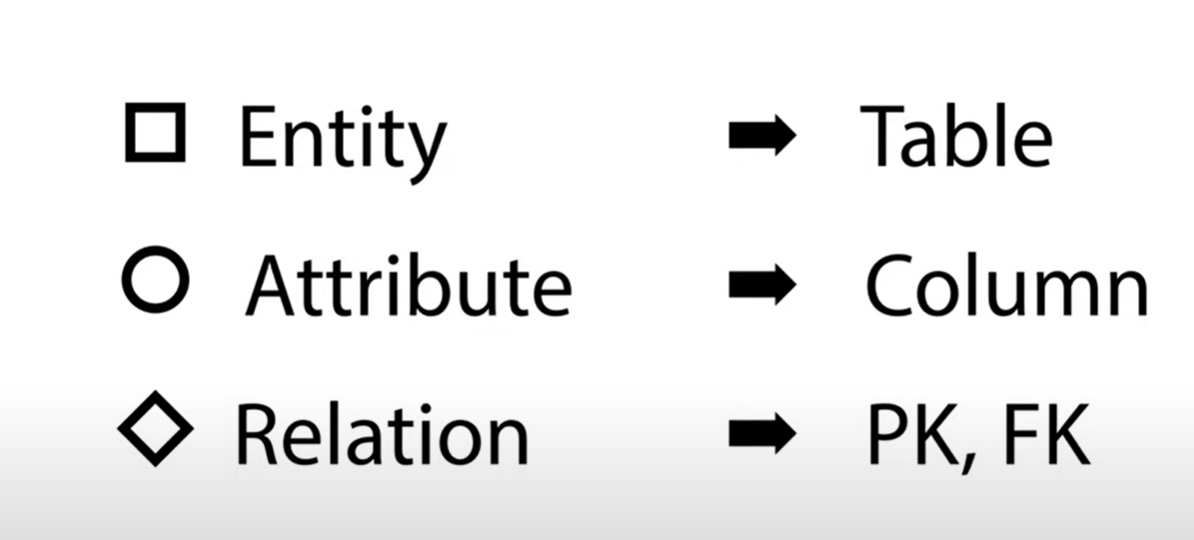 Entity Table
Attribute Column
Relation PK, FK